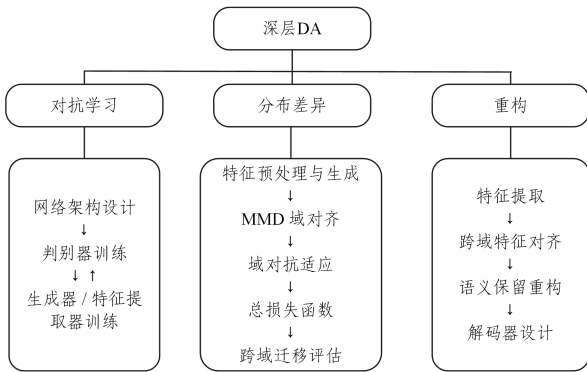 深层DA
对抗学习
分布差异
重构
网络架构设计
↓
判别器训练
↓ ↑
生成器/特征提
取器训练
特征预处理与生成
↓
MMD 域对齐
↓
域对抗适应
↓
总损失函数
↓
跨域迁移评估
特征提取
↓
跨域特征对齐
↓
语义保留重构
↓
解码器设计